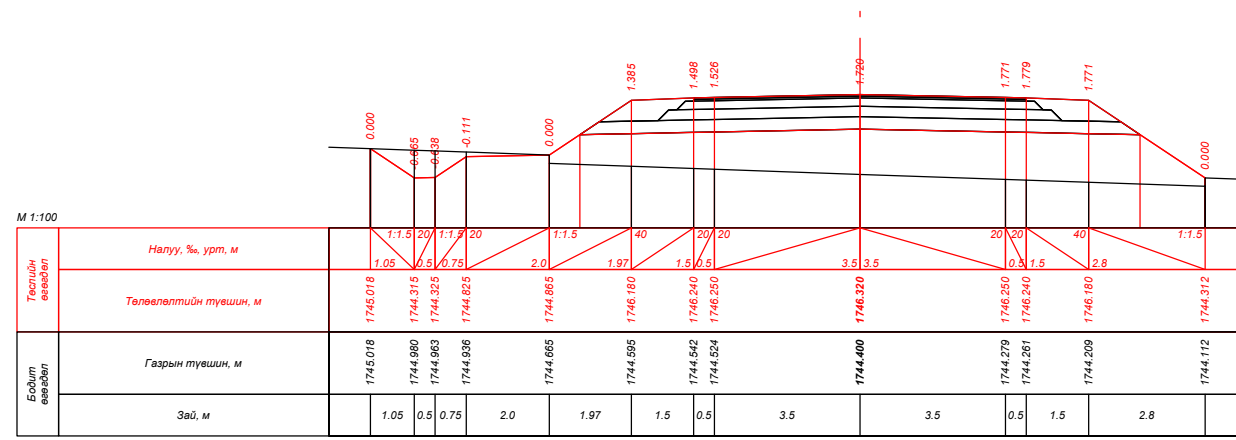 1.385
1.498
1.526
1.720
1.771
1.779
1.771
0.000
-0.665
-0.638
-0.111
0.000
0.000
М 1:100
Төслийн өгөгдөл
Налуу, ‰, урт, м
1:1.5 20 1:1.5 20 1:1.5 40 20 20 20 20 40 1:1.5
1.05 0.5 0.75 2.0 1.97 1.5 0.5 3.5 3.5 0.5 1.5 2.8
Төлөвлөлтийн түвшин, м
1745.018 1744.315 1744.325 1744.825 1744.865 1746.180 1746.240 1746.250 1746.320 1746.250 1746.240 1746.180 1744.312
Бодит өгөгдөл
Газрын түвшин, м
1745.018 1744.980 1744.963 1744.936 1744.665 1744.595 1744.542 1744.524 1744.400 1744.279 1744.261 1744.209 1744.112
Зай, м
1.05 0.5 0.75 2.0 1.97 1.5 0.5 3.5 3.5 0.5 1.5 2.8